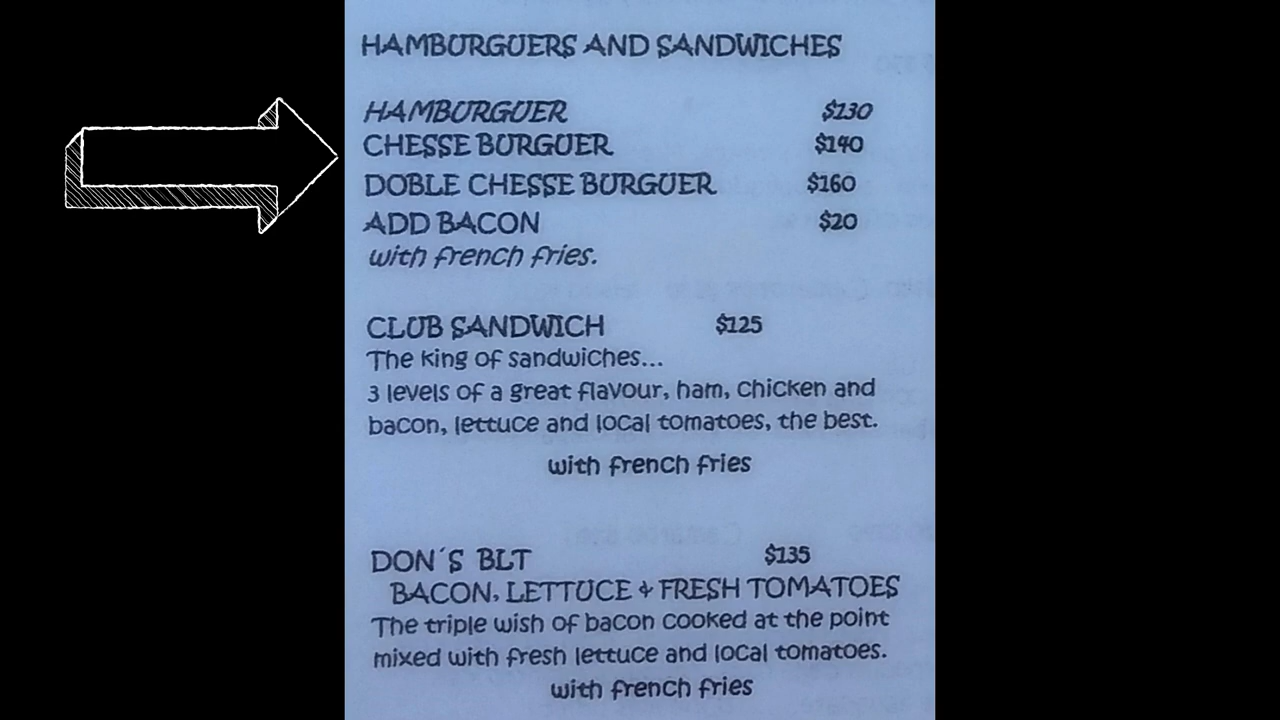 HAMBURGUERS AND SANDWICHES
HAMBURGUER $130
CHESSE BURGUER $140
DOBLE CHESSE BURGUER $160
ADD BACON $20
with french fries.
CLUB SANDWICH $125
The king of sandwiches...
3 levels of a great flavour, ham, chicken and
bacon, lettuce and local tomatoes, the best.
with french fries
DON´S BLT $135
BACON, LETTUCE & FRESH TOMATOES
The triple wish of bacon cooked at the point
mixed with fresh lettuce and local tomatoes.
with french fries